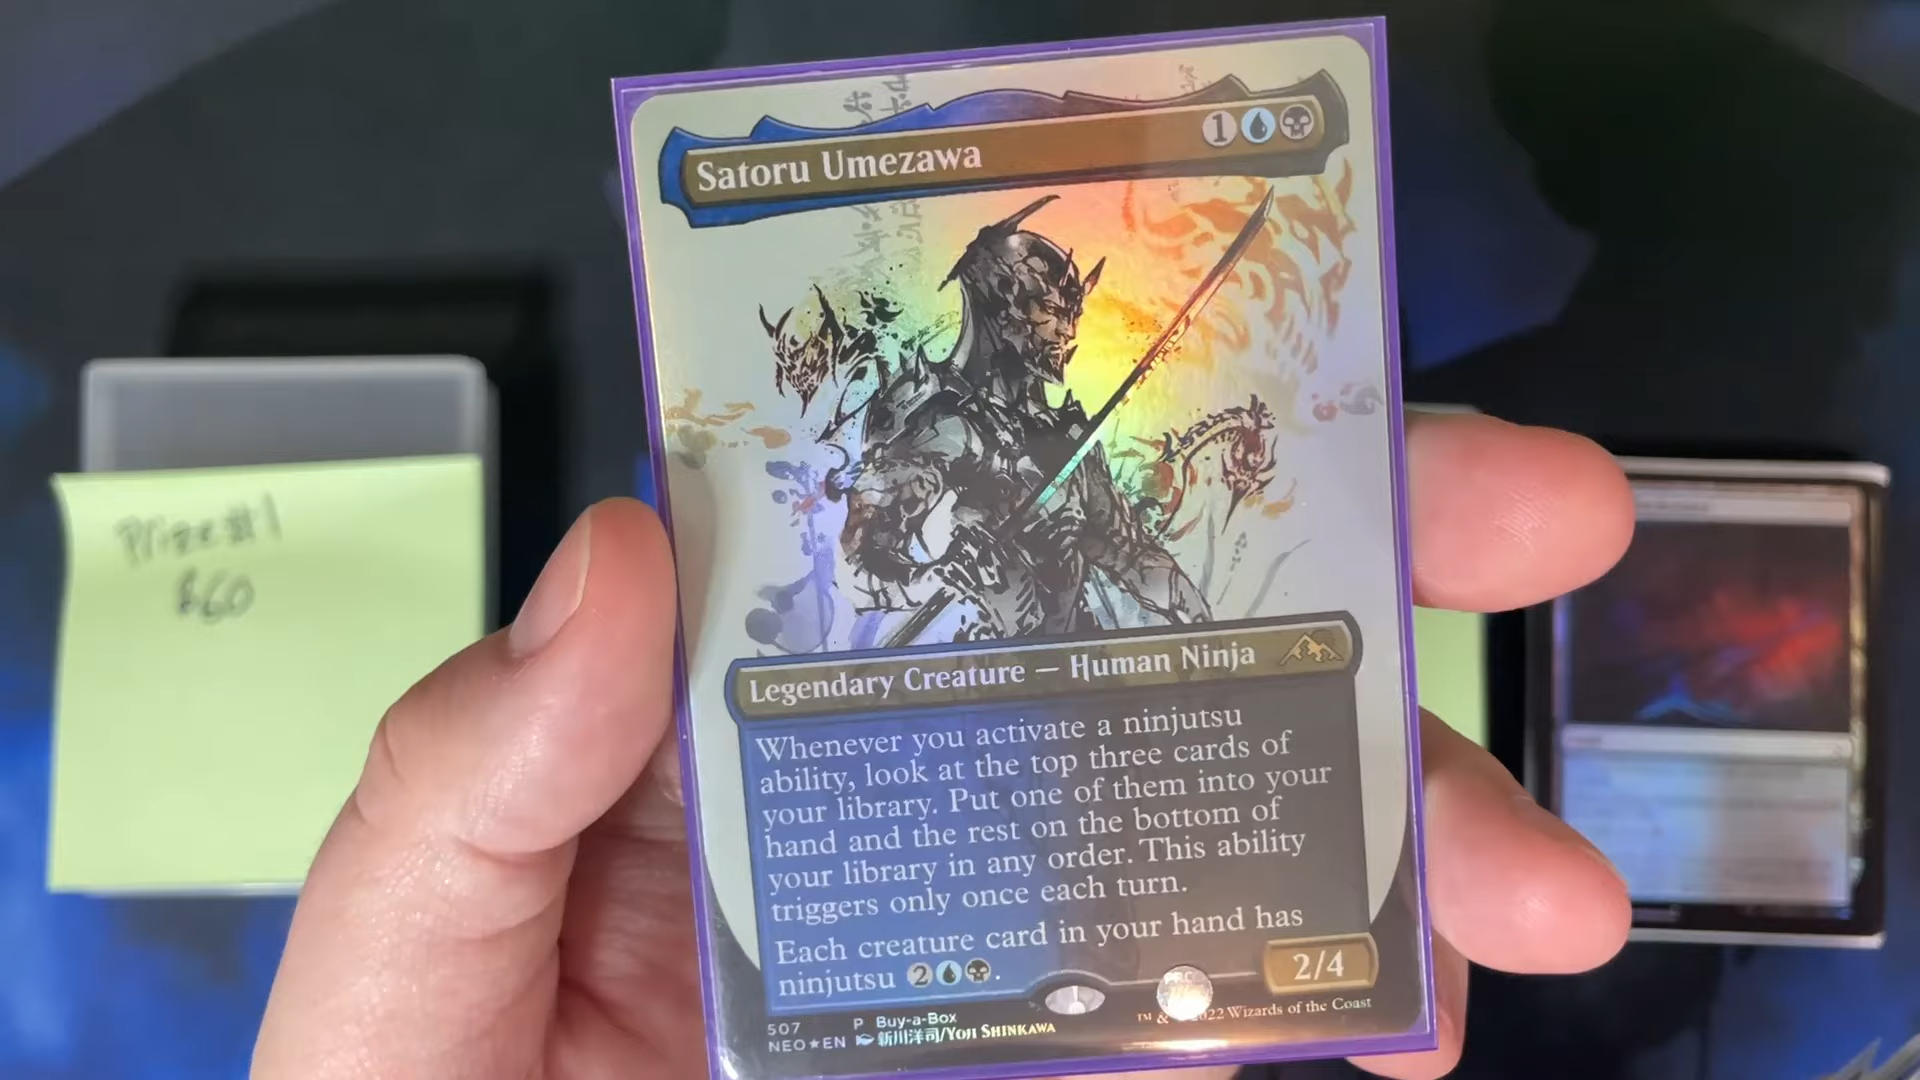 Satoru Umezawa
1
Prize #1
$60
Legendary Creature — Human Ninja
Whenever you activate a ninjutsu
ability, look at the top three cards of
your library. Put one of them into your
hand and the rest on the bottom of
your library in any order. This ability
triggers only once each turn.
Each creature card in your hand has
ninjutsu 2.
2/4
507 P Buy-a-Box
NEO★EN 新川洋司/YOJI SHINKAWA
™ & © 2022 Wizards of the Coast